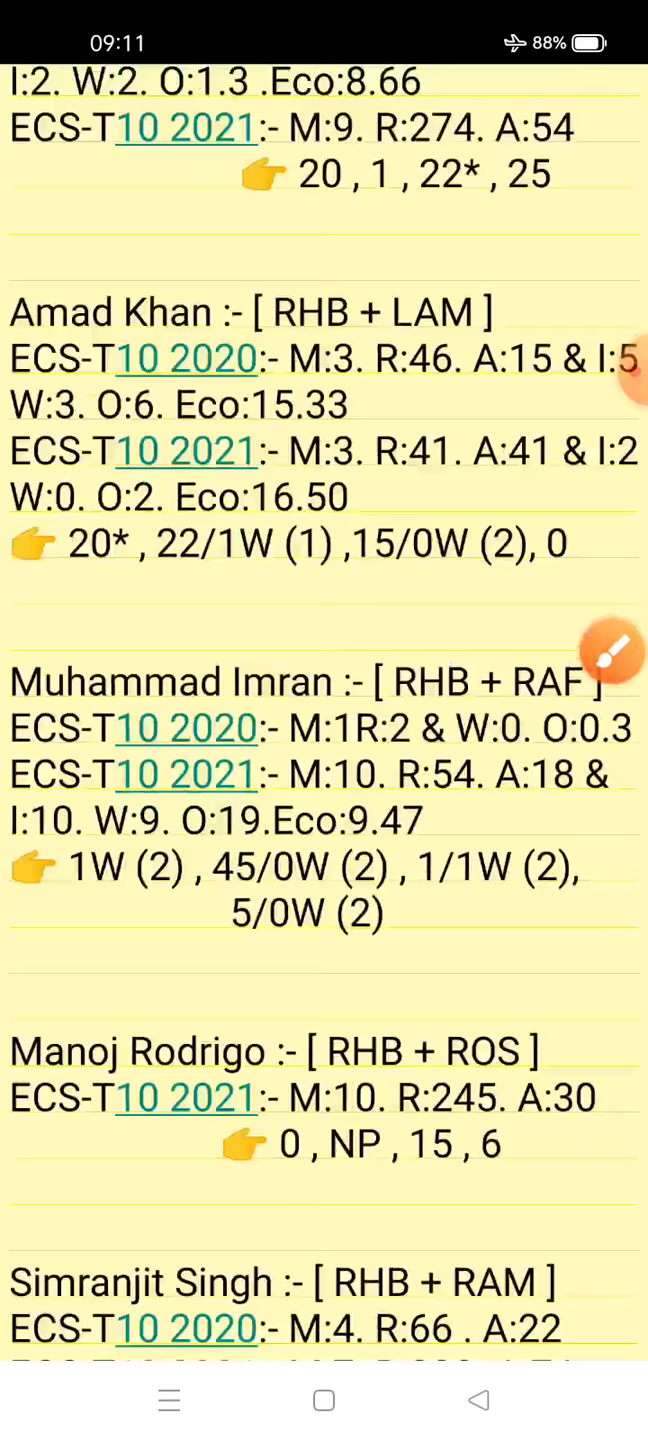 09:11
88%
I:2. W:2. O:1.3 .Eco:8.66
ECS-T10 2021:- M:9. R:274. A:54
👉 20 , 1 , 22* , 25
Amad Khan :- [ RHB + LAM ]
ECS-T10 2020:- M:3. R:46. A:15 & I:5
W:3. O:6. Eco:15.33
ECS-T10 2021:- M:3. R:41. A:41 & I:2
W:0. O:2. Eco:16.50
👉 20* , 22/1W (1) ,15/0W (2), 0
Muhammad Imran :- [ RHB + RAF ]
ECS-T10 2020:- M:1R:2 & W:0. O:0.3
ECS-T10 2021:- M:10. R:54. A:18 &
I:10. W:9. O:19.Eco:9.47
👉 1W (2) , 45/0W (2) , 1/1W (2),
5/0W (2)
Manoj Rodrigo :- [ RHB + ROS ]
ECS-T10 2021:- M:10. R:245. A:30
👉 0 , NP , 15 , 6
Simranjit Singh :- [ RHB + RAM ]
ECS-T10 2020:- M:4. R:66 . A:22